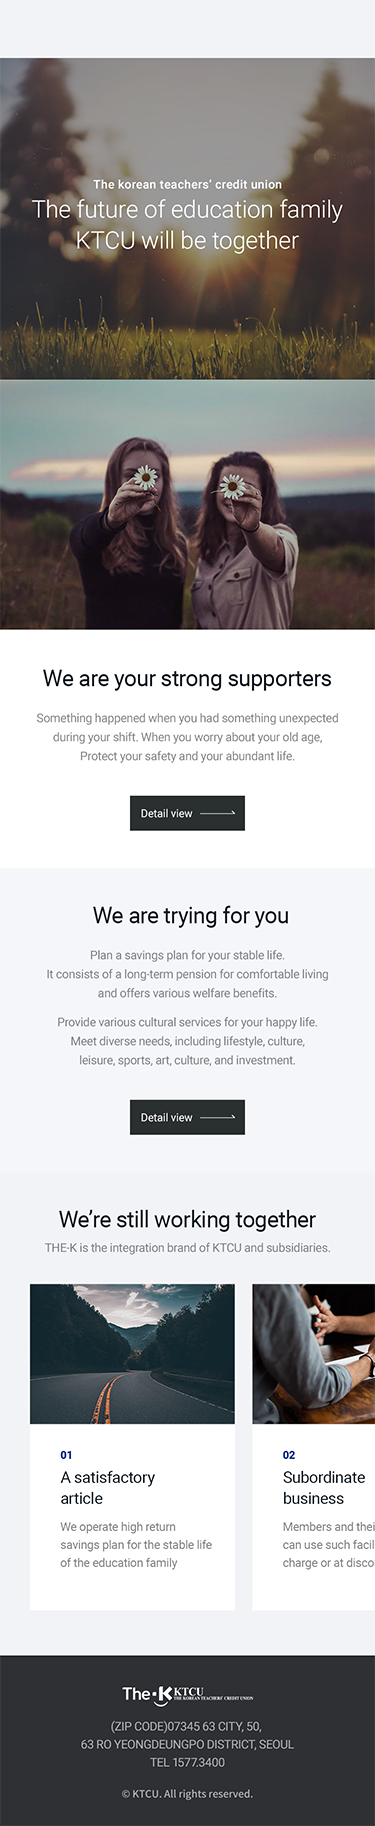 The korean teachers' credit union
The future of education family
KTCU will be together
We are your strong supporters
Something happened when you had something unexpected
during your shift. When you worry about your old age,
Protect your safety and your abundant life.
Detail view
We are trying for you
Plan a savings plan for your stable life.
It consists of a long-term pension for comfortable living
and offers various welfare benefits.
Provide various cultural services for your happy life.
Meet diverse needs, including lifestyle, culture,
leisure, sports, art, culture, and investment.
Detail view
We're still working together
THE-K is the integration brand of KTCU and subsidiaries.
01
A satisfactory
article
We operate high return
savings plan for the stable life
of the education family
02
Subordinate
business
Members and thei
can use such facil
charge or at disco
The K KTCU
THE KOREAN TEACHERS' CREDIT UNION
(ZIP CODE)07345 63 CITY, 50,
63 RO YEONGDEUNGPO DISTRICT, SEOUL
TEL 1577.3400
© KTCU. All rights reserved.